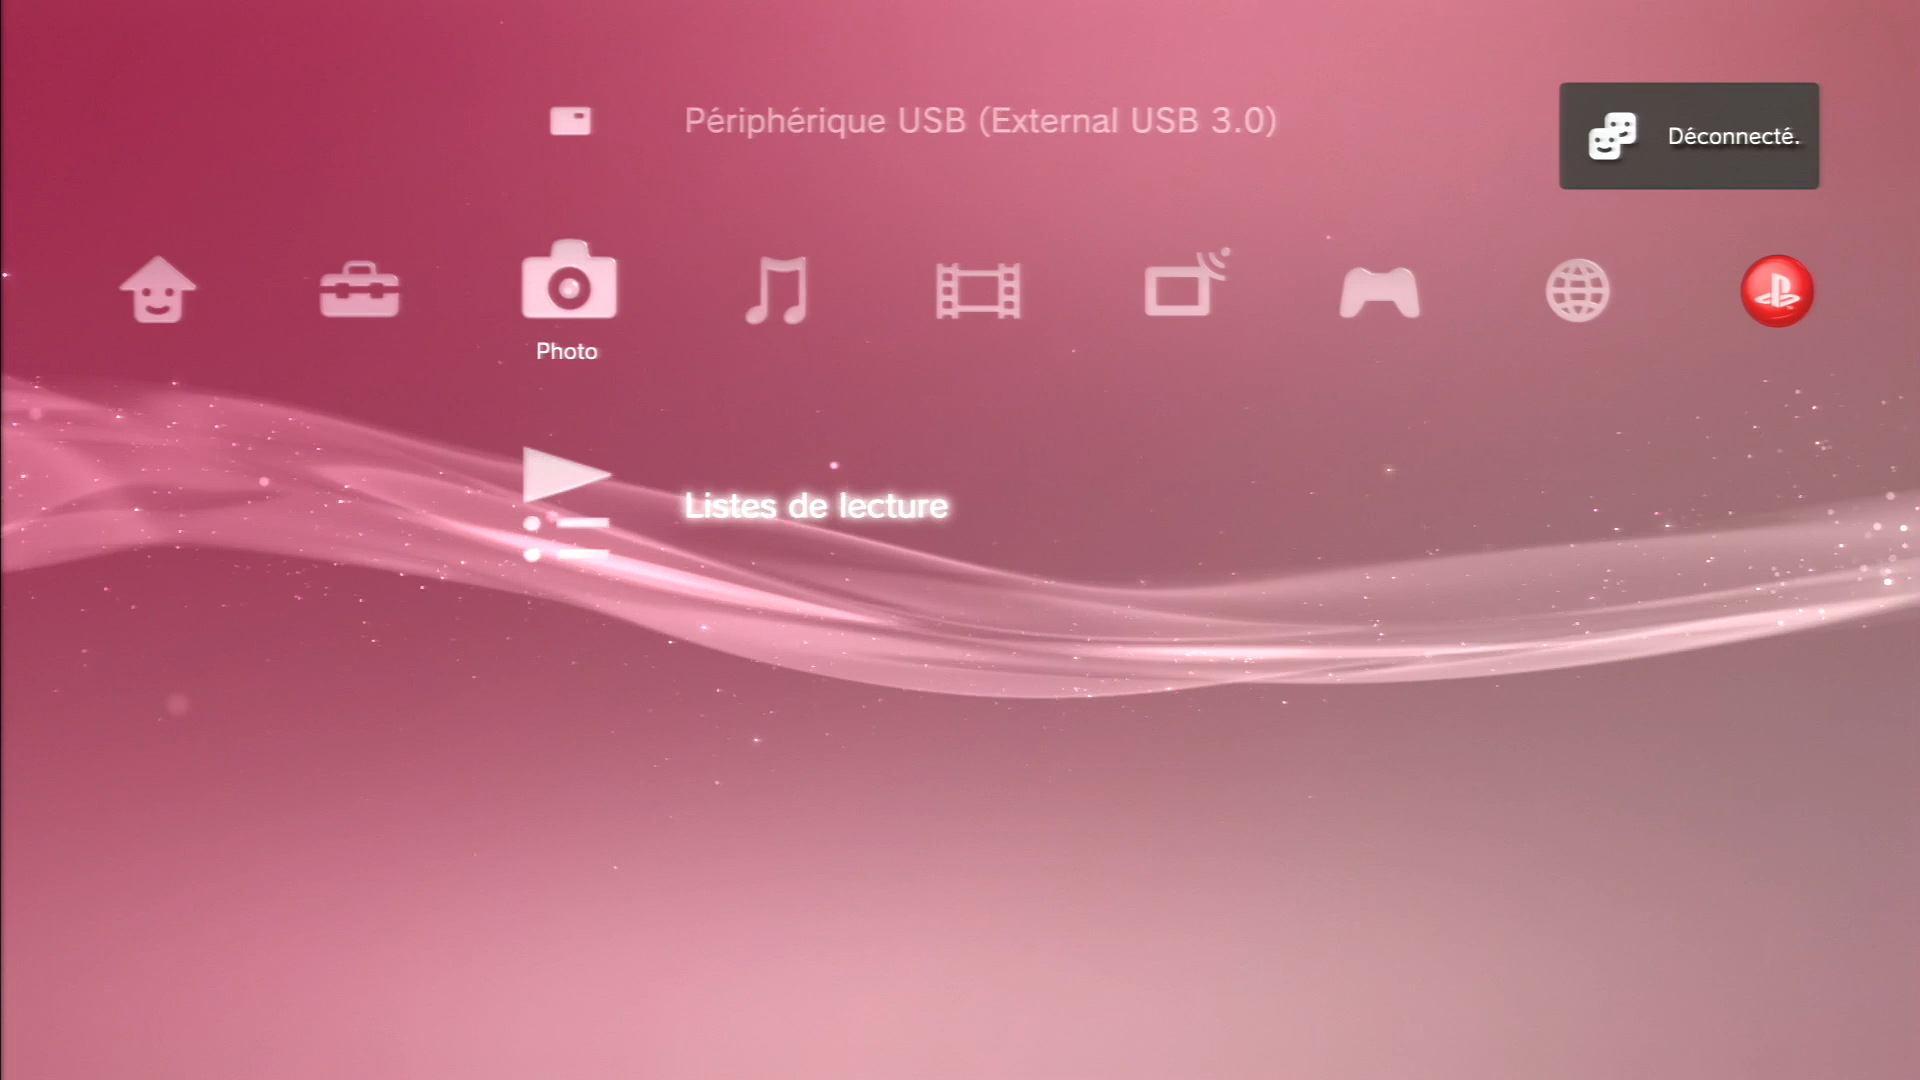 Périphérique USB (External USB 3.0)
Déconnecté.
Photo
Listes de lecture